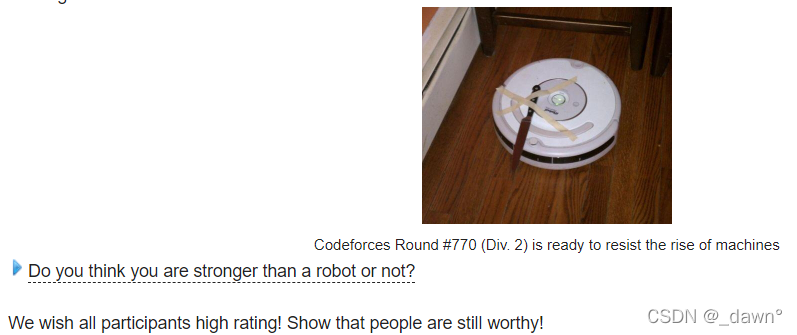 Codeforces Round #770 (Div. 2) is ready to resist the rise of machines
Do you think you are stronger than a robot or not?
We wish all participants high rating! Show that people are still worthy!
CSDN @_dawn°